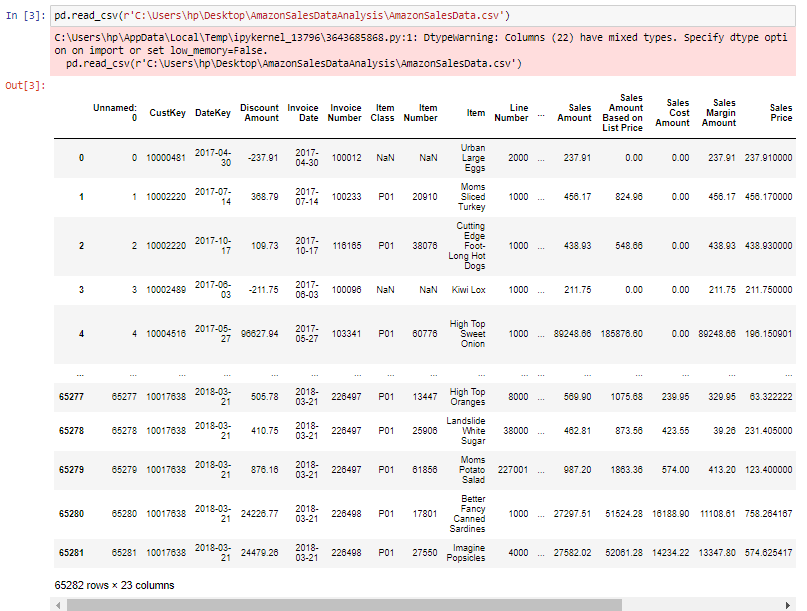 In [3]: pd.read_csv(r'C:\Users\hp\Desktop\AmazonSalesDataAnalysis\AmazonSalesData.csv')
C:\Users\hp\AppData\Local\Temp\ipykernel_13796\3643685868.py:1: DtypeWarning: Columns (22) have mixed types. Specify dtype opti
on on import or set low_memory=False.
pd.read_csv(r'C:\Users\hp\Desktop\AmazonSalesDataAnalysis\AmazonSalesData.csv')
Out[3]:
Unnamed: 0 CustKey DateKey Discount Amount Invoice Date Invoice Number Item Class Item Number Item Line Number ... Sales Amount Sales Amount Based on List Price Sales Cost Amount Sales Margin Amount Sales Price
0 0 10000481 2017-04-30 -237.91 2017-04-30 100012 NaN NaN Urban Large Eggs 2000 ... 237.91 0.00 0.00 237.91 237.910000
1 1 10002220 2017-07-14 368.79 2017-07-14 100233 P01 20910 Moms Sliced Turkey 1000 ... 456.17 824.96 0.00 456.17 456.170000
2 2 10002220 2017-10-17 109.73 2017-10-17 116165 P01 38076 Cutting Edge Foot-Long Hot Dogs 1000 ... 438.93 548.66 0.00 438.93 438.930000
3 3 10002489 2017-06-03 -211.75 2017-06-03 100096 NaN NaN Kiwi Lox 1000 ... 211.75 0.00 0.00 211.75 211.750000
4 4 10004516 2017-05-27 96627.94 2017-05-27 103341 P01 60776 High Top Sweet Onion 1000 ... 89248.66 185876.60 0.00 89248.66 196.150901
... ... ... ... ... ... ... ... ... ... ... ... ... ... ... ... ...
65277 65277 10017638 2018-03-21 505.78 2018-03-21 226497 P01 13447 High Top Oranges 8000 ... 569.90 1075.68 239.95 329.95 63.322222
65278 65278 10017638 2018-03-21 410.75 2018-03-21 226497 P01 25906 Landslide White Sugar 38000 ... 462.81 873.56 423.55 39.26 231.405000
65279 65279 10017638 2018-03-21 876.16 2018-03-21 226497 P01 61856 Moms Potato Salad 227001 ... 987.20 1863.36 574.00 413.20 123.400000
65280 65280 10017638 2018-03-21 24226.77 2018-03-21 226498 P01 17801 Better Fancy Canned Sardines 1000 ... 27297.51 51524.28 16188.90 11108.61 758.264167
65281 65281 10017638 2018-03-21 24479.26 2018-03-21 226498 P01 27550 Imagine Popsicles 4000 ... 27582.02 52061.28 14234.22 13347.80 574.625417
65282 rows × 23 columns